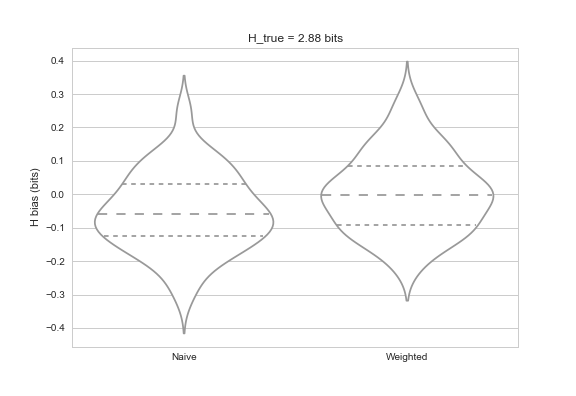 H_true = 2.88 bits
H bias (bits)
0.4
0.3
0.2
0.1
0.0
−0.1
−0.2
−0.3
−0.4
Naive
Weighted